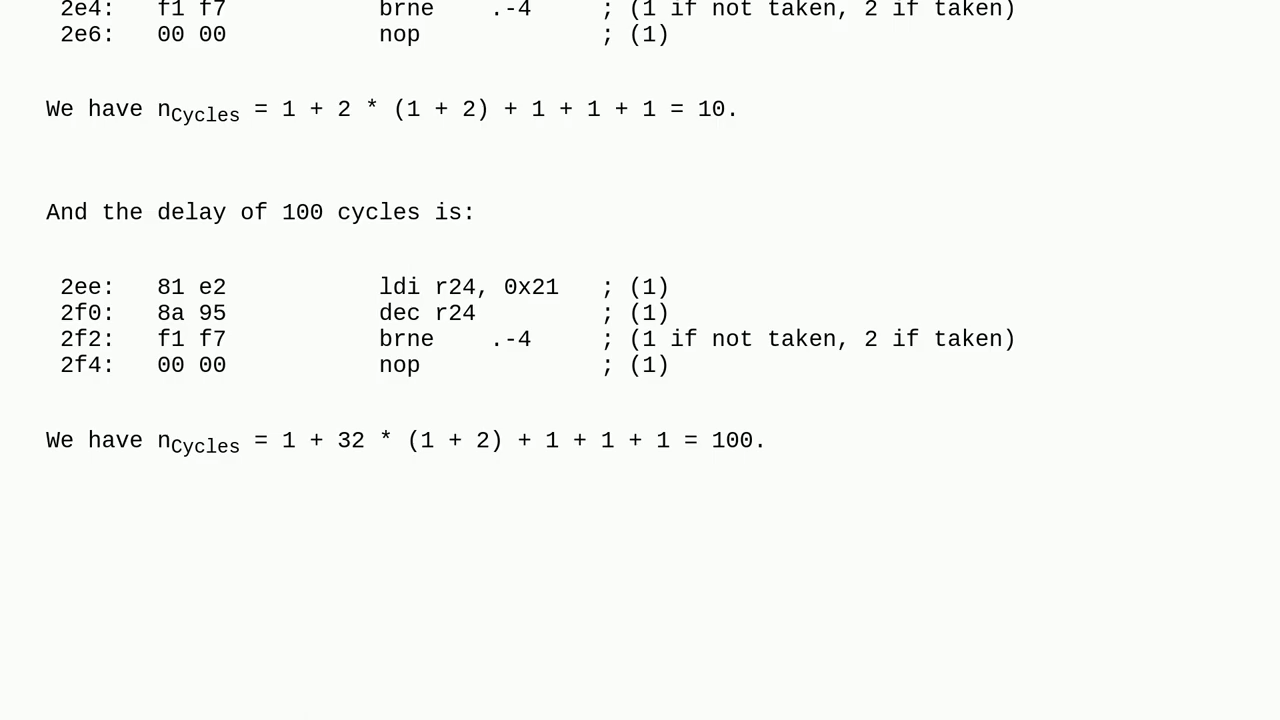 2e4: f1 f7 brne .-4 ; (1 if not taken, 2 if taken)
2e6: 00 00 nop ; (1)
We have nCycles = 1 + 2 * (1 + 2) + 1 + 1 + 1 = 10.
And the delay of 100 cycles is:
2ee: 81 e2 ldi r24, 0x21 ; (1)
2f0: 8a 95 dec r24 ; (1)
2f2: f1 f7 brne .-4 ; (1 if not taken, 2 if taken)
2f4: 00 00 nop ; (1)
We have nCycles = 1 + 32 * (1 + 2) + 1 + 1 + 1 = 100.